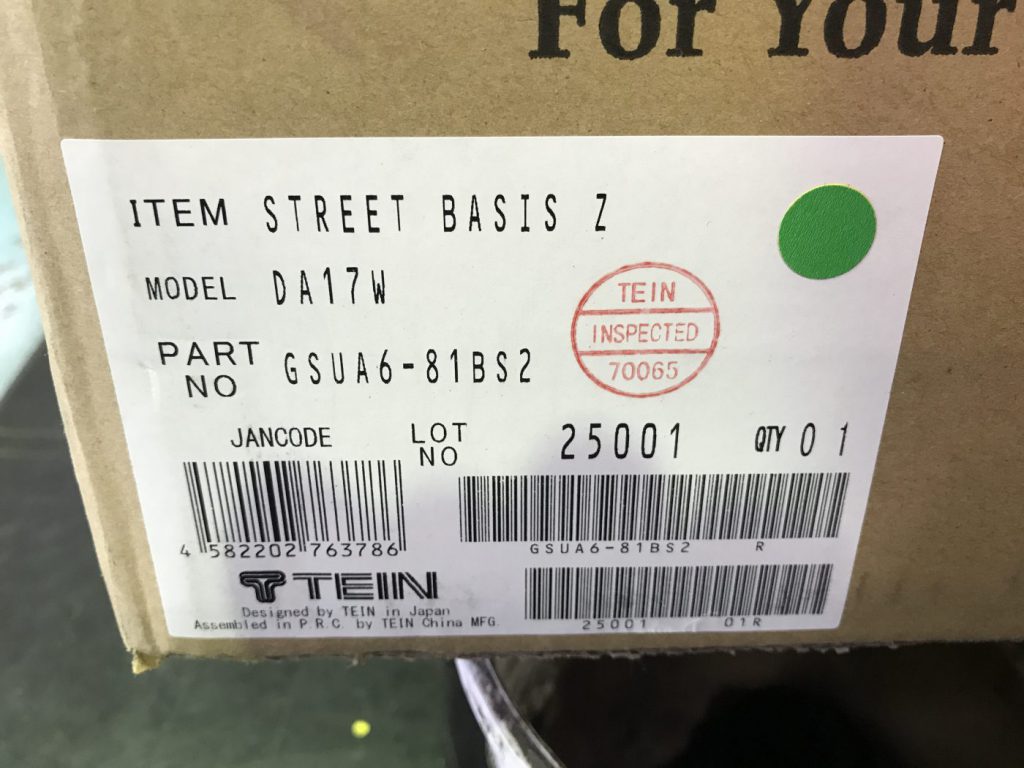 For Your
ITEM STREET BASIS Z
MODEL DA17W
PART NO GSUA6-81BS2
TEIN
INSPECTED
70065
JANCODE
LOT NO 25001 QTY 01
4 582202 763786
GSUA6-81BS2 R
TEIN
25001 01R
Designed by TEIN in Japan
Assembled in P.R.C. by TEIN China MFG.